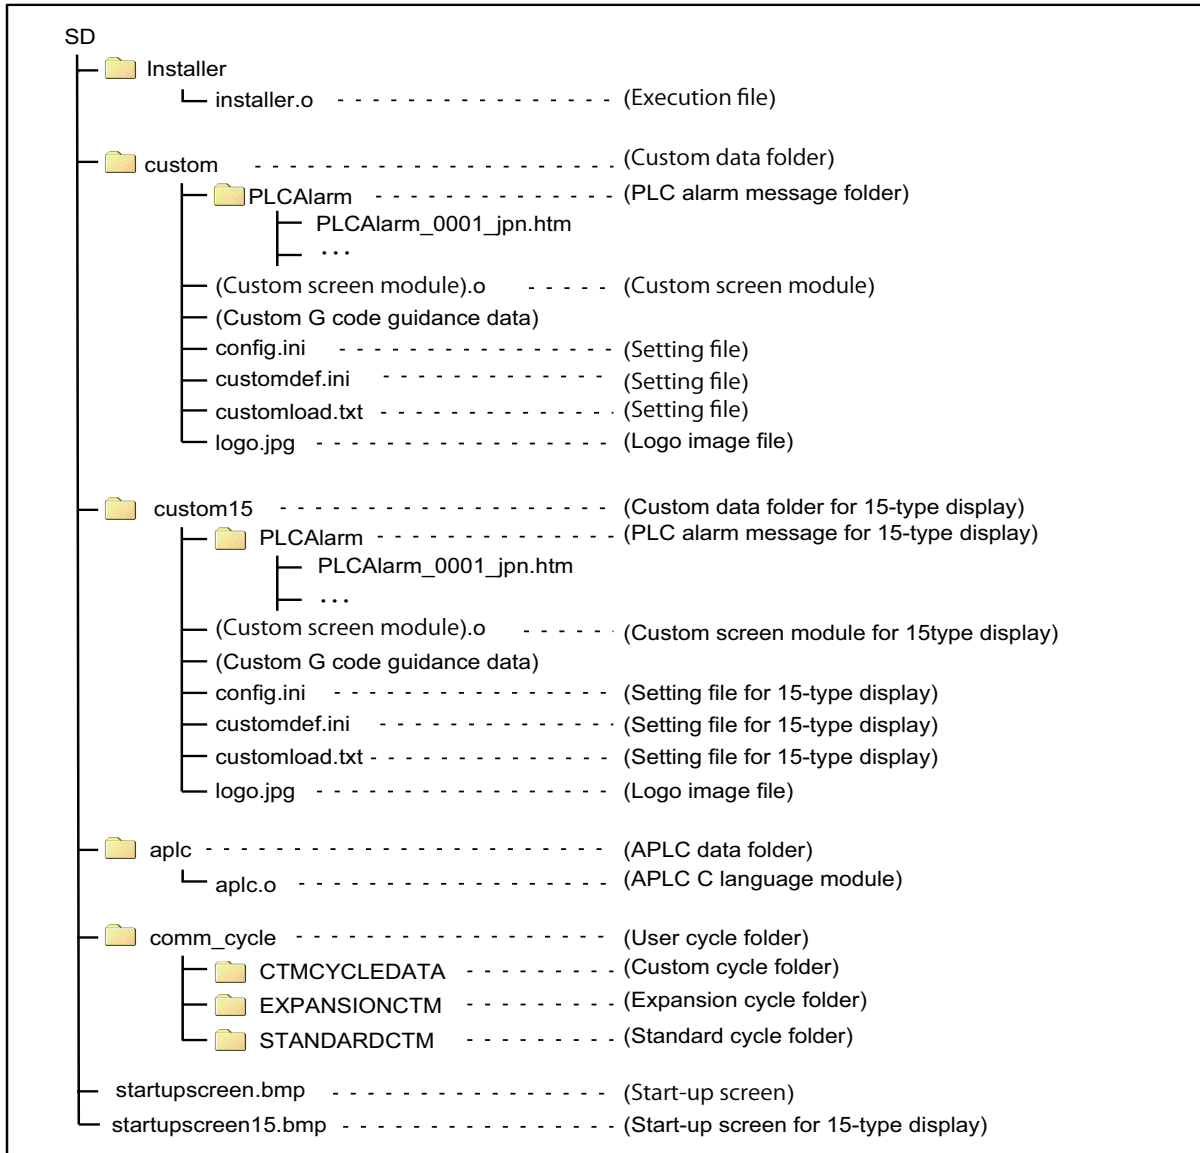 SD
Installer
installer.o (Execution file)
custom (Custom data folder)
PLCAlarm (PLC alarm message folder)
PLCAlarm_0001_jpn.htm
...
(Custom screen module).o (Custom screen module)
(Custom G code guidance data)
config.ini (Setting file)
customdef.ini (Setting file)
customload.txt (Setting file)
logo.jpg (Logo image file)
custom15 (Custom data folder for 15-type display)
PLCAlarm (PLC alarm message for 15-type display)
PLCAlarm_0001_jpn.htm
...
(Custom screen module).o (Custom screen module for 15type display)
(Custom G code guidance data)
config.ini (Setting file for 15-type display)
customdef.ini (Setting file for 15-type display)
customload.txt (Setting file for 15-type display)
logo.jpg (Logo image file)
aplc (APLC data folder)
aplc.o (APLC C language module)
comm_cycle (User cycle folder)
CTMCYCLEDATA (Custom cycle folder)
EXPANSIONCTM (Expansion cycle folder)
STANDARDCTM (Standard cycle folder)
startupscreen.bmp (Start-up screen)
startupscreen15.bmp (Start-up screen for 15-type display)